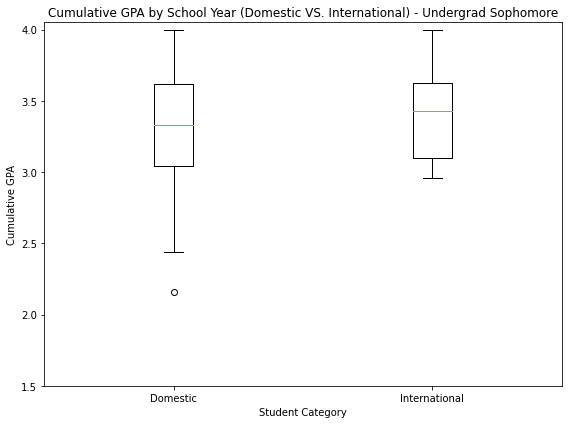 Cumulative GPA by School Year (Domestic VS. International) - Undergrad Sophomore
4.0
3.5
3.0
2.5
2.0
1.5
Cumulative GPA
Domestic
International
Student Category